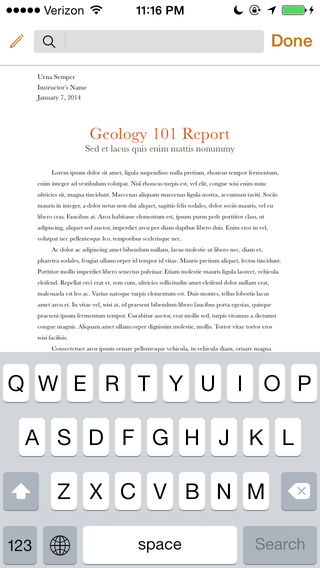 Verizon 11:16 PM
Done
Urna Semper
Instructor's Name
January 7, 2014
Geology 101 Report
Sed et lacus quis enim mattis nonummy
Lorem ipsum dolor sit amet, ligula suspendisse nulla pretium, rhoncus tempor fermentum,
enim integer ad vestibulum volutpat. Nisl rhoncus turpis est, vel elit, congue wisi enim nunc
ultricies sit, magna tincidunt. Maecenas aliquam maecenas ligula nostra, accumsan taciti. Sociis
mauris in integer, a dolor netus non dui aliquet, sagittis felis sodales, dolor sociis mauris, vel eu
libero cras. Faucibus at. Arcu habitasse elementum est, ipsum purus pede porttitor class, ut
adipiscing, aliquet sed auctor, imperdiet arcu per diam dapibus libero duis. Enim eros in vel,
volutpat nec pellentesque leo, temporibus scelerisque nec.
Ac dolor ac adipiscing amet bibendum nullam, lacus molestie ut libero nec, diam et,
pharetra sodales, feugiat ullamcorper id tempor id vitae. Mauris pretium aliquet, lectus tincidunt.
Porttitor mollis imperdiet libero senectus pulvinar. Etiam molestie mauris ligula laoreet, vehicula
eleifend. Repellat orci erat et, sem cum, ultricies sollicitudin amet eleifend dolor nullam erat,
malesuada est leo ac. Varius natoque turpis elementum est. Duis montes, tellus lobortis lacus
amet arcu et. In vitae vel, wisi at, id praesent bibendum libero faucibus porta egestas, quisque
praesent ipsum fermentum tempor. Curabitur auctor, erat mollis sed, turpis vivamus a dictumst
congue magnis. Aliquam amet ullamcorper dignissim molestie, mollis. Tortor vitae tortor eros
wisi facilisis.
Consectetuer arcu ipsum ornare pellentesque vehicula, in vehicula diam, ornare magna
Q W E R T Y U I O P
A S D F G H J K L
Z X C V B N M
123 space Search